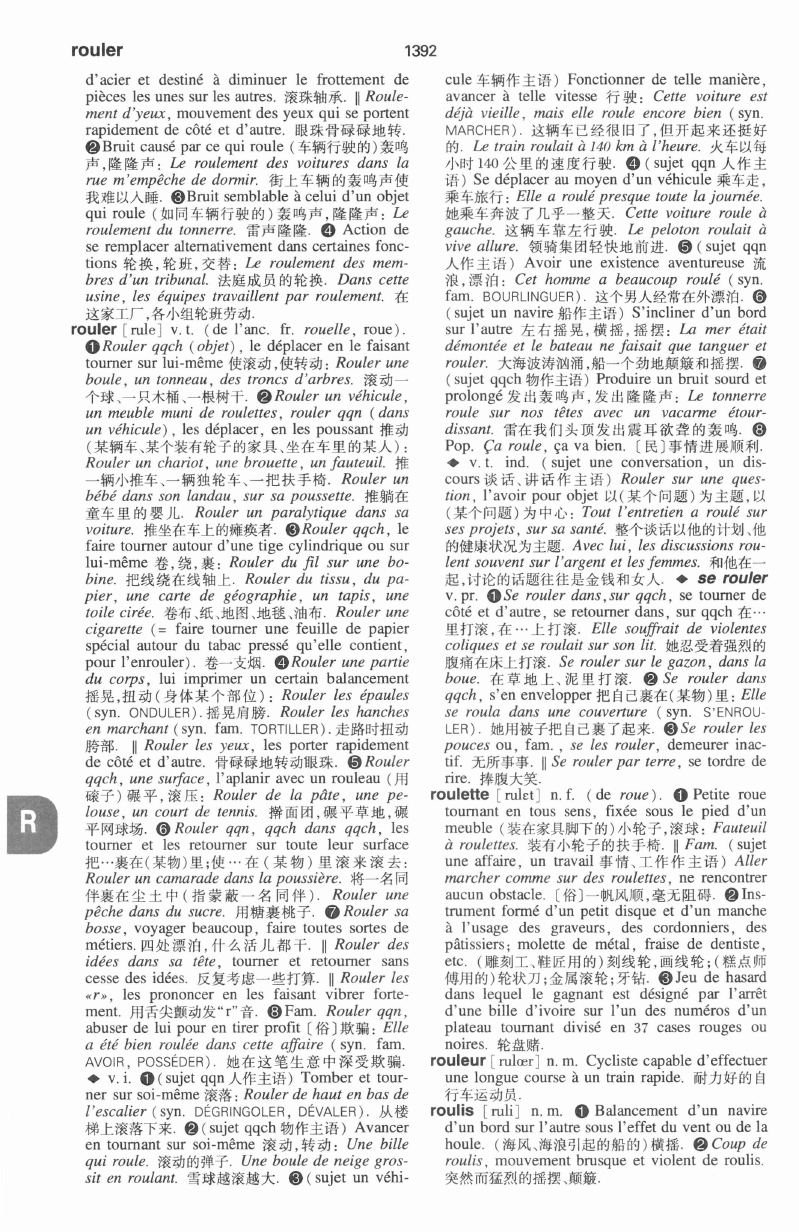 rouler
1392
d'acier et destiné à diminuer le frottement de
pièces les unes sur les autres. 滚珠轴承. ‖ Roule-
ment d'yeux, mouvement des yeux qui se portent
rapidement de côté et d'autre. 眼珠骨碌碌地转.
❷Bruit causé par ce qui roule (车辆行驶的)轰鸣
声,隆隆声: Le roulement des voitures dans la
rue m'empêche de dormir. 街上车辆的轰鸣声使
我难以入睡. ❸Bruit semblable à celui d'un objet
qui roule (如同车辆行驶的)轰鸣声,隆隆声: Le
roulement du tonnerre. 雷声隆隆. ❹ Action de
se remplacer alternativement dans certaines fonc-
tions 轮换,轮班,交替: Le roulement des mem-
bres d'un tribunal. 法庭成员的轮换. Dans cette
usine, les équipes travaillent par roulement. 在
这家工厂,各小组轮班劳动.
rouler [rule] v.t. (de l'anc. fr. rouelle, roue).
❶Rouler qqch (objet), le déplacer en le faisant
tourner sur lui-même 使滚动,使转动: Rouler une
boule, un tonneau, des troncs d'arbres. 滚动一
个球、一只木桶、一根树干. ❷Rouler un véhicule,
un meuble muni de roulettes, rouler qqn (dans
un véhicule), les déplacer, en les poussant 推动
(某辆车、某个装有轮子的家具、坐在车里的某人):
Rouler un chariot, une brouette, un fauteuil. 推
一辆小推车、一辆独轮车、一把扶手椅. Rouler un
bébé dans son landau, sur sa poussette. 推躺在
童车里的婴儿. Rouler un paralytique dans sa
voiture. 推坐在车上的瘫痪者. ❸Rouler qqch, le
faire tourner autour d'une tige cylindrique ou sur
lui-même 卷,绕,裹: Rouler du fil sur une bo-
bine. 把线绕在线轴上. Rouler du tissu, du pa-
pier, une carte de géographie, un tapis, une
toile cirée. 卷布、纸、地图、地毯、油布. Rouler une
cigarette (= faire tourner une feuille de papier
spécial autour du tabac pressé qu'elle contient,
pour l'enrouler). 卷一支烟. ❹Rouler une partie
du corps, lui imprimer un certain balancement
摇晃,扭动(身体某个部位): Rouler les épaules
(syn. ONDULER). 摇晃肩膀. Rouler les hanches
en marchant (syn. fam. TORTILLER). 走路时扭动
胯部. ‖ Rouler les yeux, les porter rapidement
de côté et d'autre. 骨碌碌地转动眼珠. ❺Rouler
qqch, une surface, l'aplanir avec un rouleau (用
磙子)碾平,滚压: Rouler de la pâte, une pe-
louse, un court de tennis. 擀面团,碾平草地,碾
平网球场. ❻ Rouler qqn, qqch dans qqch, les
tourner et les retourner sur toute leur surface
把…裹在(某物)里;使…在(某物)里滚来滚去:
Rouler un camarade dans la poussière. 将一名同
伴裹在尘土中(指蒙蔽一名同伴). Rouler une
pêche dans du sucre. 用糖裹桃子. ❼Rouler sa
bosse, voyager beaucoup, faire toutes sortes de
métiers. 四处漂泊,什么活儿都干. ‖ Rouler des
idées dans sa tête, tourner et retourner sans
cesse des idées. 反复考虑一些打算. ‖ Rouler les
«r», les prononcer en les faisant vibrer forte-
ment. 用舌尖颤动发“r”音. ❽Fam. Rouler qqn,
abuser de lui pour en tirer profit [俗]欺骗: Elle
a été bien roulée dans cette affaire (syn. fam.
AVOIR, POSSÉDER). 她在这笔生意中深受欺骗.
◆ v.i. ❶(sujet qqn 人作主语) Tomber et tour-
ner sur soi-même 滚落: Rouler de haut en bas de
l'escalier (syn. DÉGRINGOLER, DÉVALER). 从楼
梯上滚落下来. ❷(sujet qqch 物作主语) Avancer
en tournant sur soi-même 滚动,转动: Une bille
qui roule. 滚动的弹子. Une boule de neige gros-
sit en roulant. 雪球越滚越大. ❸(sujet un véhi-
cule 车辆作主语) Fonctionner de telle manière,
avancer à telle vitesse 行驶: Cette voiture est
déjà vieille, mais elle roule encore bien (syn.
MARCHER). 这辆车已经很旧了,但开起来还挺好
的. Le train roulait à 140 km à l'heure. 火车以每
小时140公里的速度行驶. ❹(sujet qqn 人作主
语) Se déplacer au moyen d'un véhicule 乘车走,
乘车旅行: Elle a roulé presque toute la journée.
她乘车奔波了几乎一整天. Cette voiture roule à
gauche. 这辆车靠左行驶. Le peloton roulait à
vive allure. 领骑集团轻快地前进. ❺(sujet qqn
人作主语) Avoir une existence aventureuse 流
浪,漂泊: Cet homme a beaucoup roulé (syn.
fam. BOURLINGUER). 这个男人经常在外漂泊. ❻
(sujet un navire 船作主语) S'incliner d'un bord
sur l'autre 左右摇晃,横摇,摇摆: La mer était
démontée et le bateau ne faisait que tanguer et
rouler. 大海波涛汹涌,船一个劲地颠簸和摇摆. ❼
(sujet qqch 物作主语) Produire un bruit sourd et
prolongé 发出轰鸣声,发出隆隆声: Le tonnerre
roule sur nos têtes avec un vacarme étour-
dissant. 雷在我们头顶发出震耳欲聋的轰鸣. ❽
Pop. Ça roule, ça va bien. [民]事情进展顺利.
◆ v.t. ind. (sujet une conversation, un dis-
cours 谈话、讲话作主语) Rouler sur une ques-
tion, l'avoir pour objet 以(某个问题)为主题,以
(某个问题)为中心: Tout l'entretien a roulé sur
ses projets, sur sa santé. 整个谈话以他的计划、他
的健康状况为主题. Avec lui, les discussions rou-
lent souvent sur l'argent et les femmes. 和他在一
起,讨论的话题往往是金钱和女人. ◆ se rouler
v.pr. ❶Se rouler dans,sur qqch, se tourner de
côté et d'autre, se retourner dans, sur qqch 在…
里打滚,在…上打滚. Elle souffrait de violentes
coliques et se roulait sur son lit. 她忍受着强烈的
腹痛在床上打滚. Se rouler sur le gazon, dans la
boue. 在草地上、泥里打滚. ❷ Se rouler dans
qqch, s'en envelopper 把自己裹在(某物)里: Elle
se roula dans une couverture (syn. S'ENROU-
LER). 她用被子把自己裹了起来. ❸Se rouler les
pouces ou, fam., se les rouler, demeurer inac-
tif. 无所事事. ‖ Se rouler par terre, se tordre de
rire. 捧腹大笑.
roulette [rulɛt] n.f. (de roue). ❶ Petite roue
tournant en tous sens, fixée sous le pied d'un
meuble (装在家具脚下的)小轮子,滚球: Fauteuil
à roulettes. 装有小轮子的扶手椅. ‖ Fam. (sujet
une affaire, un travail 事情、工作作主语) Aller
marcher comme sur des roulettes, ne rencontrer
aucun obstacle. [俗]一帆风顺,毫无阻碍. ❷Ins-
trument formé d'un petit disque et d'un manche
à l'usage des graveurs, des cordonniers, des
pâtissiers; molette de métal, fraise de dentiste,
etc. (雕刻工、鞋匠用的)刻线轮,画线轮;(糕点师
傅用的)轮状刀;金属滚轮;牙钻. ❸Jeu de hasard
dans lequel le gagnant est désigné par l'arrêt
d'une bille d'ivoire sur l'un des numéros d'un
plateau tournant divisé en 37 cases rouges ou
noires. 轮盘赌.
rouleur [rulœr] n.m. Cycliste capable d'effectuer
une longue course à un train rapide. 耐力好的自
行车运动员.
roulis [ruli] n.m. ❶ Balancement d'un navire
d'un bord sur l'autre sous l'effet du vent ou de la
houle. (海风、海浪引起的船的)横摇. ❷Coup de
roulis, mouvement brusque et violent de roulis.
突然而猛烈的摇摆、颠簸.
R